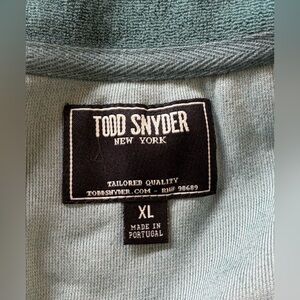 TODD SNYDER
NEW YORK
TAILORED QUALITY
TODDSNYDER.COM - RN# 98689
XL
MADE IN
PORTUGAL